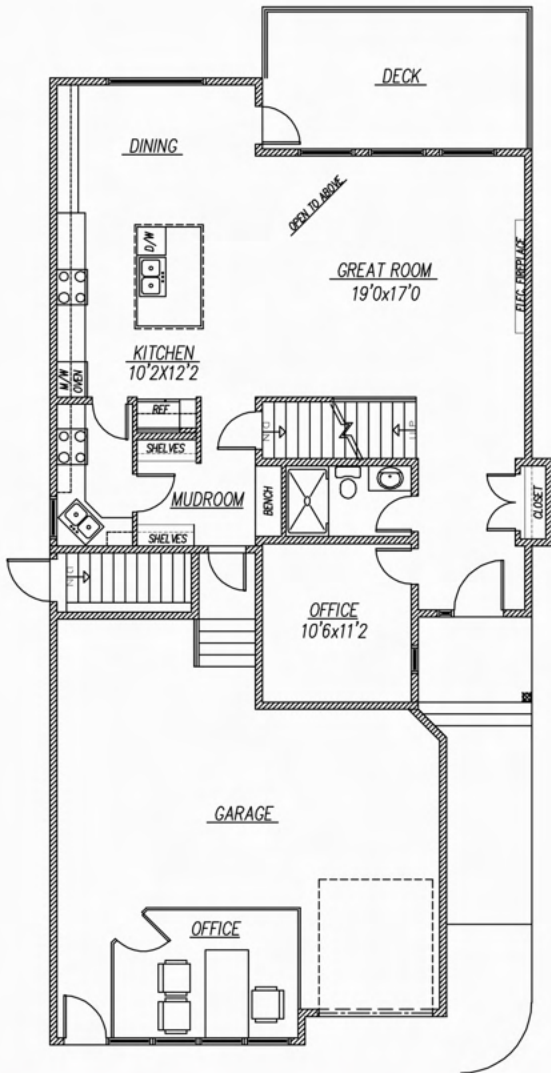 DECK
DINING
OPEN TO ABOVE
D/W
GREAT ROOM
19'0x17'0
ELEC. FIREPLACE
KITCHEN
10'2X12'2
M/W
OVEN
REF.
DN
UP
SHELVES
MUDROOM
BENCH
CLOSET
SHELVES
DN
OFFICE
10'6x11'2
GARAGE
OFFICE